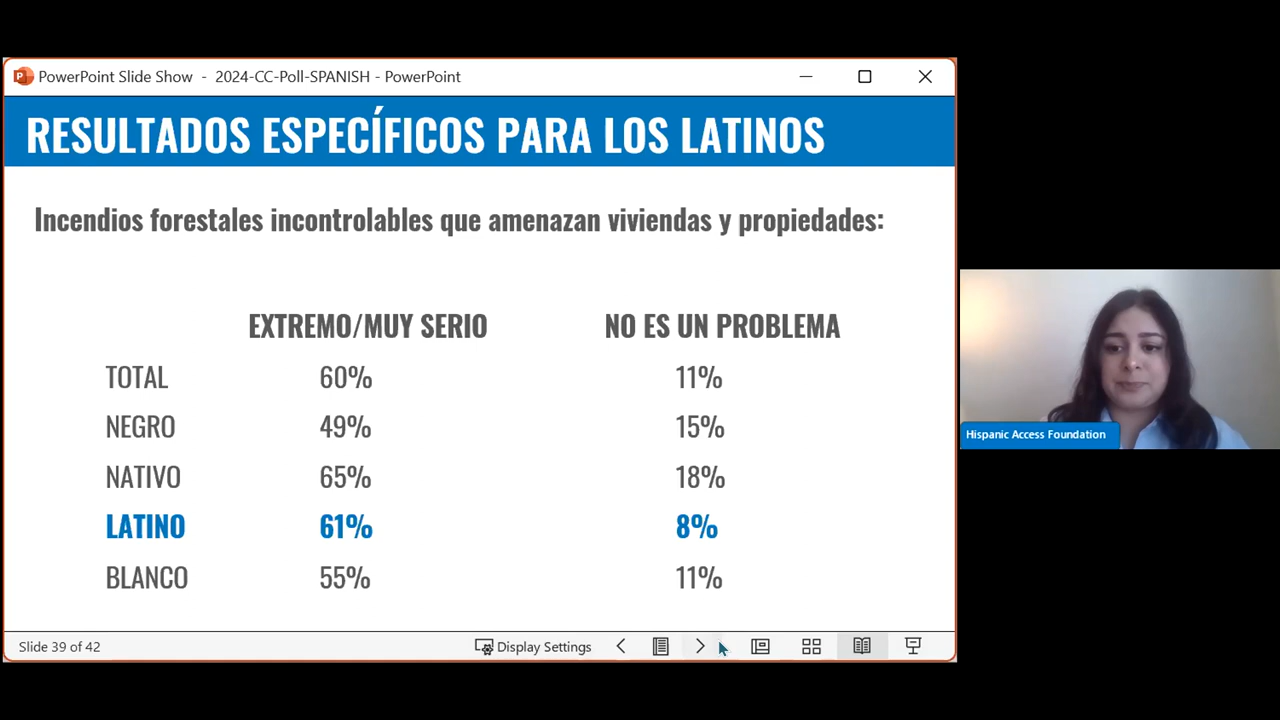 PowerPoint Slide Show - 2024-CC-Poll-SPANISH - PowerPoint
RESULTADOS ESPECÍFICOS PARA LOS LATINOS
Incendios forestales incontrolables que amenazan viviendas y propiedades:
EXTREMO/MUY SERIO NO ES UN PROBLEMA
TOTAL 60% 11%
NEGRO 49% 15%
NATIVO 65% 18%
LATINO 61% 8%
BLANCO 55% 11%
Slide 39 of 42 Display Settings
Hispanic Access Foundation